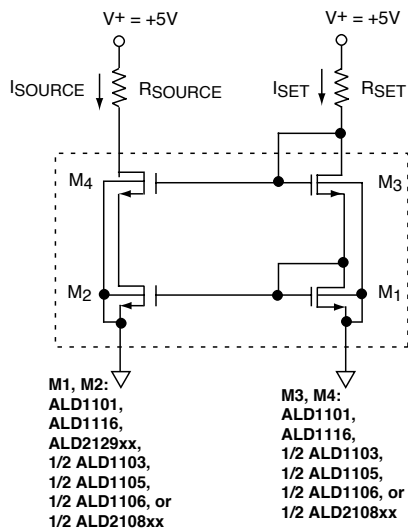 V+ = +5V
V+ = +5V
ISOURCE
RSOURCE
ISET
RSET
M4
M3
M2
M1
M1, M2:
ALD1101,
ALD1116,
ALD2129xx,
1/2 ALD1103,
1/2 ALD1105,
1/2 ALD1106, or
1/2 ALD2108xx
M3, M4:
ALD1101,
ALD1116,
1/2 ALD1103,
1/2 ALD1105,
1/2 ALD1106, or
1/2 ALD2108xx